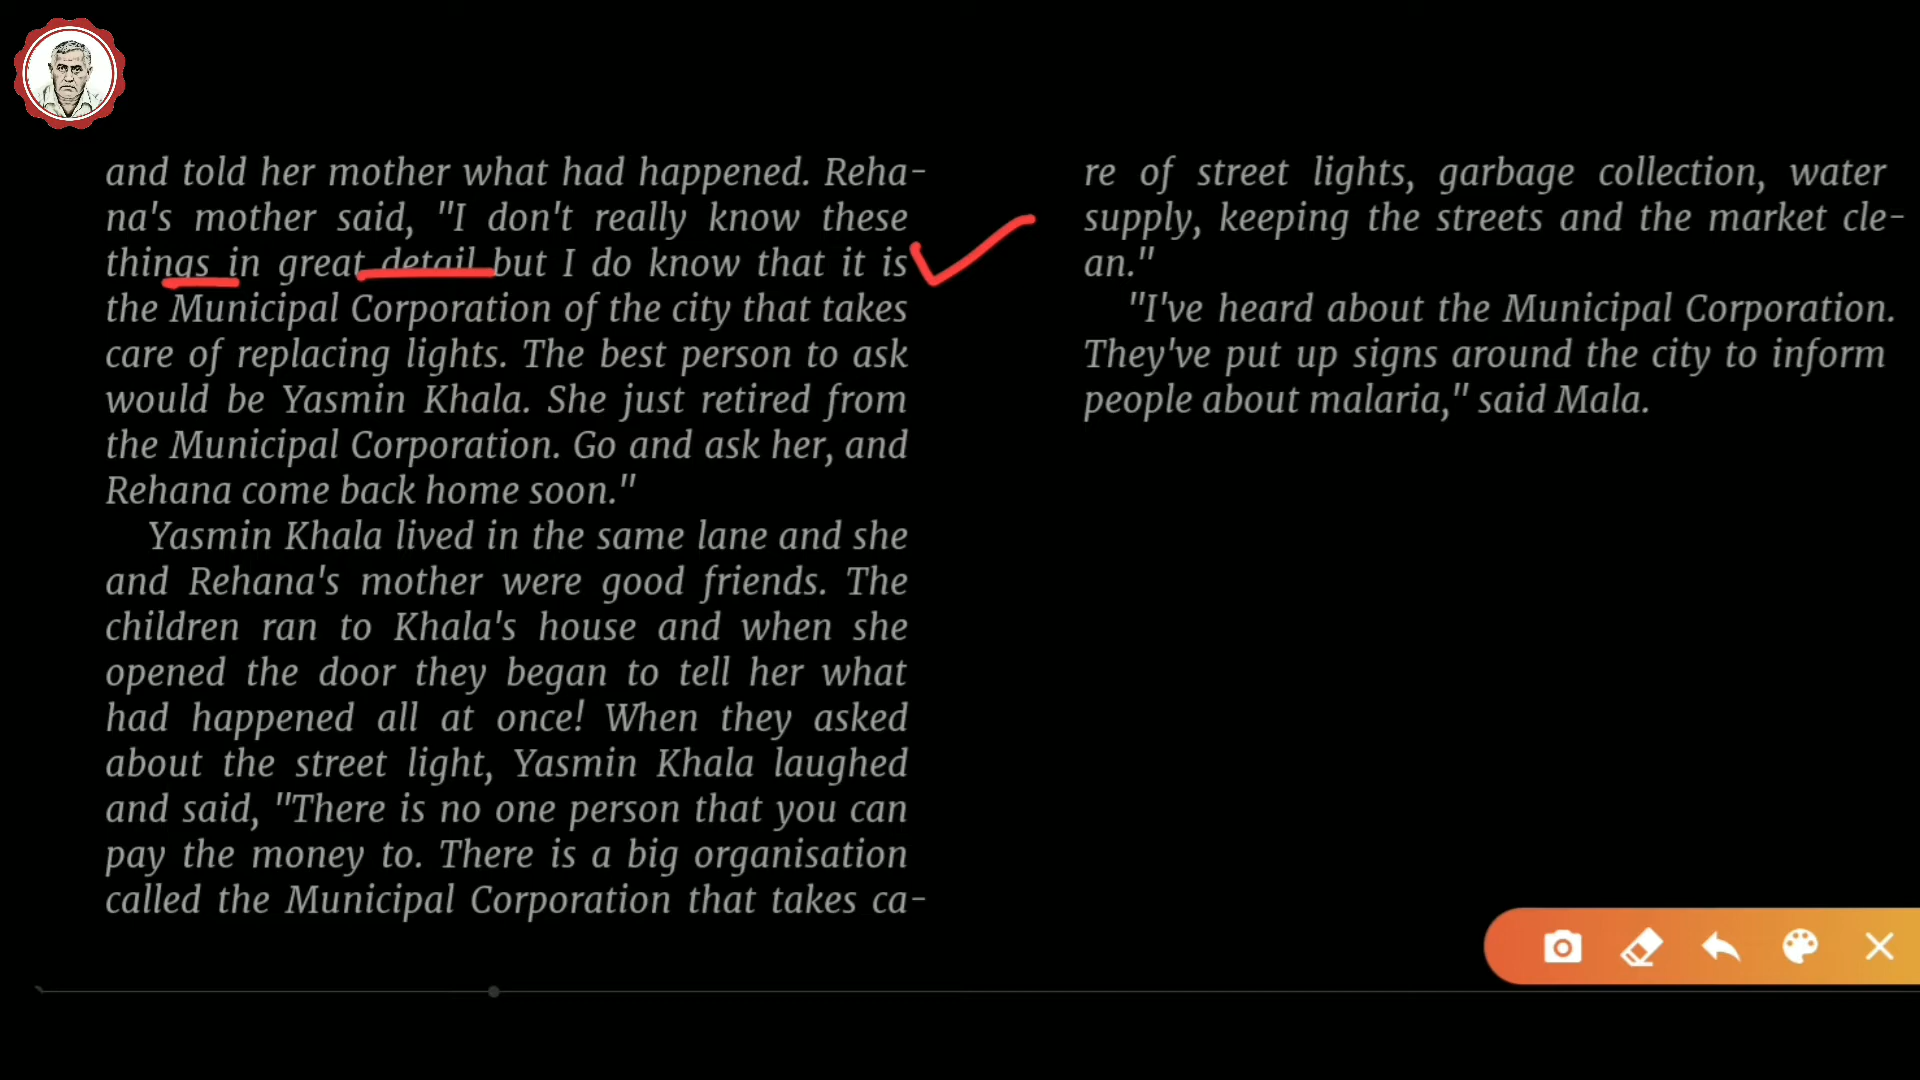 and told her mother what had happened. Reha-
na's mother said, "I don't really know these
things in great detail but I do know that it is
the Municipal Corporation of the city that takes
care of replacing lights. The best person to ask
would be Yasmin Khala. She just retired from
the Municipal Corporation. Go and ask her, and
Rehana come back home soon."
Yasmin Khala lived in the same lane and she
and Rehana's mother were good friends. The
children ran to Khala's house and when she
opened the door they began to tell her what
had happened all at once! When they asked
about the street light, Yasmin Khala laughed
and said, "There is no one person that you can
pay the money to. There is a big organisation
called the Municipal Corporation that takes ca-
re of street lights, garbage collection, water
supply, keeping the streets and the market cle-
an."
"I've heard about the Municipal Corporation.
They've put up signs around the city to inform
people about malaria," said Mala.